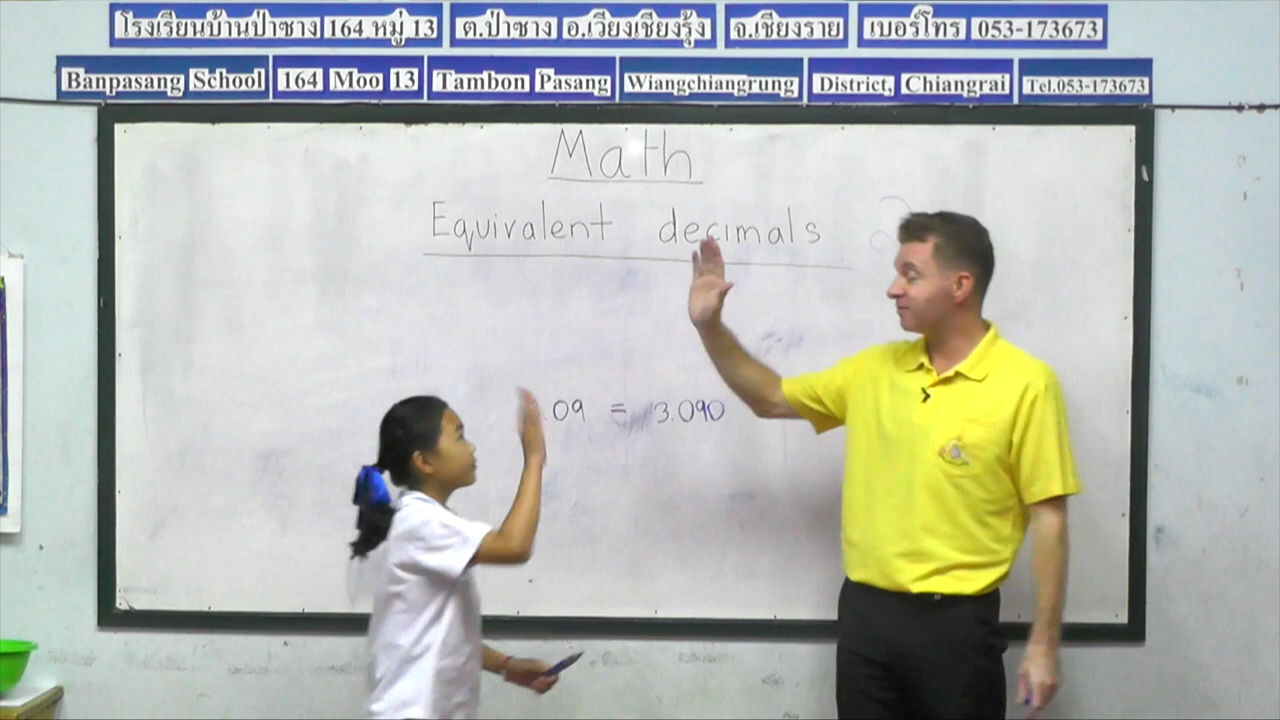 โรงเรียนบ้านป่าซาง 164 หมู่ 13 ต.ป่าซาง อ.เวียงเชียงรุ้ง จ.เชียงราย เบอร์โทร 053-173673
Banpasang School 164 Moo 13 Tambon Pasang Wiangchiangrung District, Chiangrai Tel.053-173673
Math
Equivalent decimals
.09 = 3.090